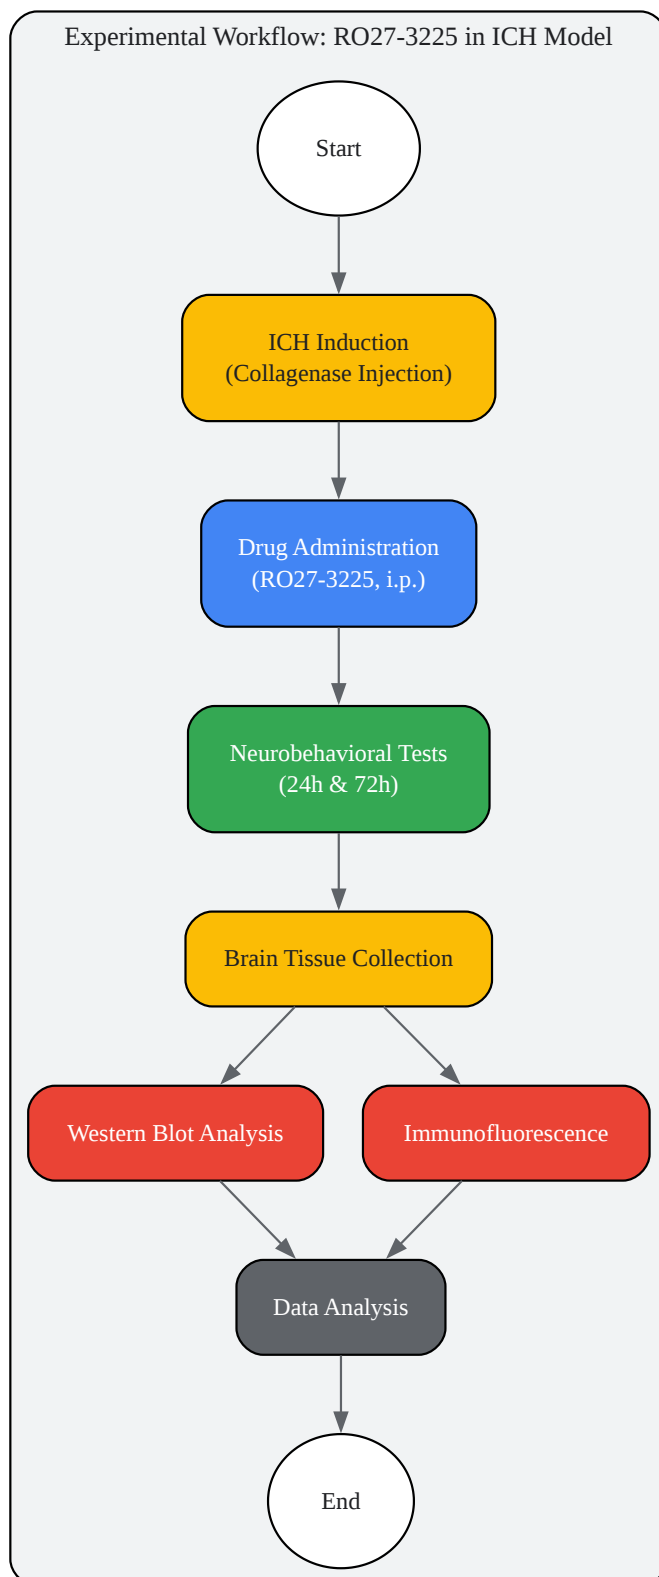 Experimental Workflow: RO27-3225 in ICH Model
Start
ICH Induction
(Collagenase Injection)
Drug Administration
(RO27-3225, i.p.)
Neurobehavioral Tests
(24h & 72h)
Brain Tissue Collection
Western Blot Analysis
Immunofluorescence
Data Analysis
End